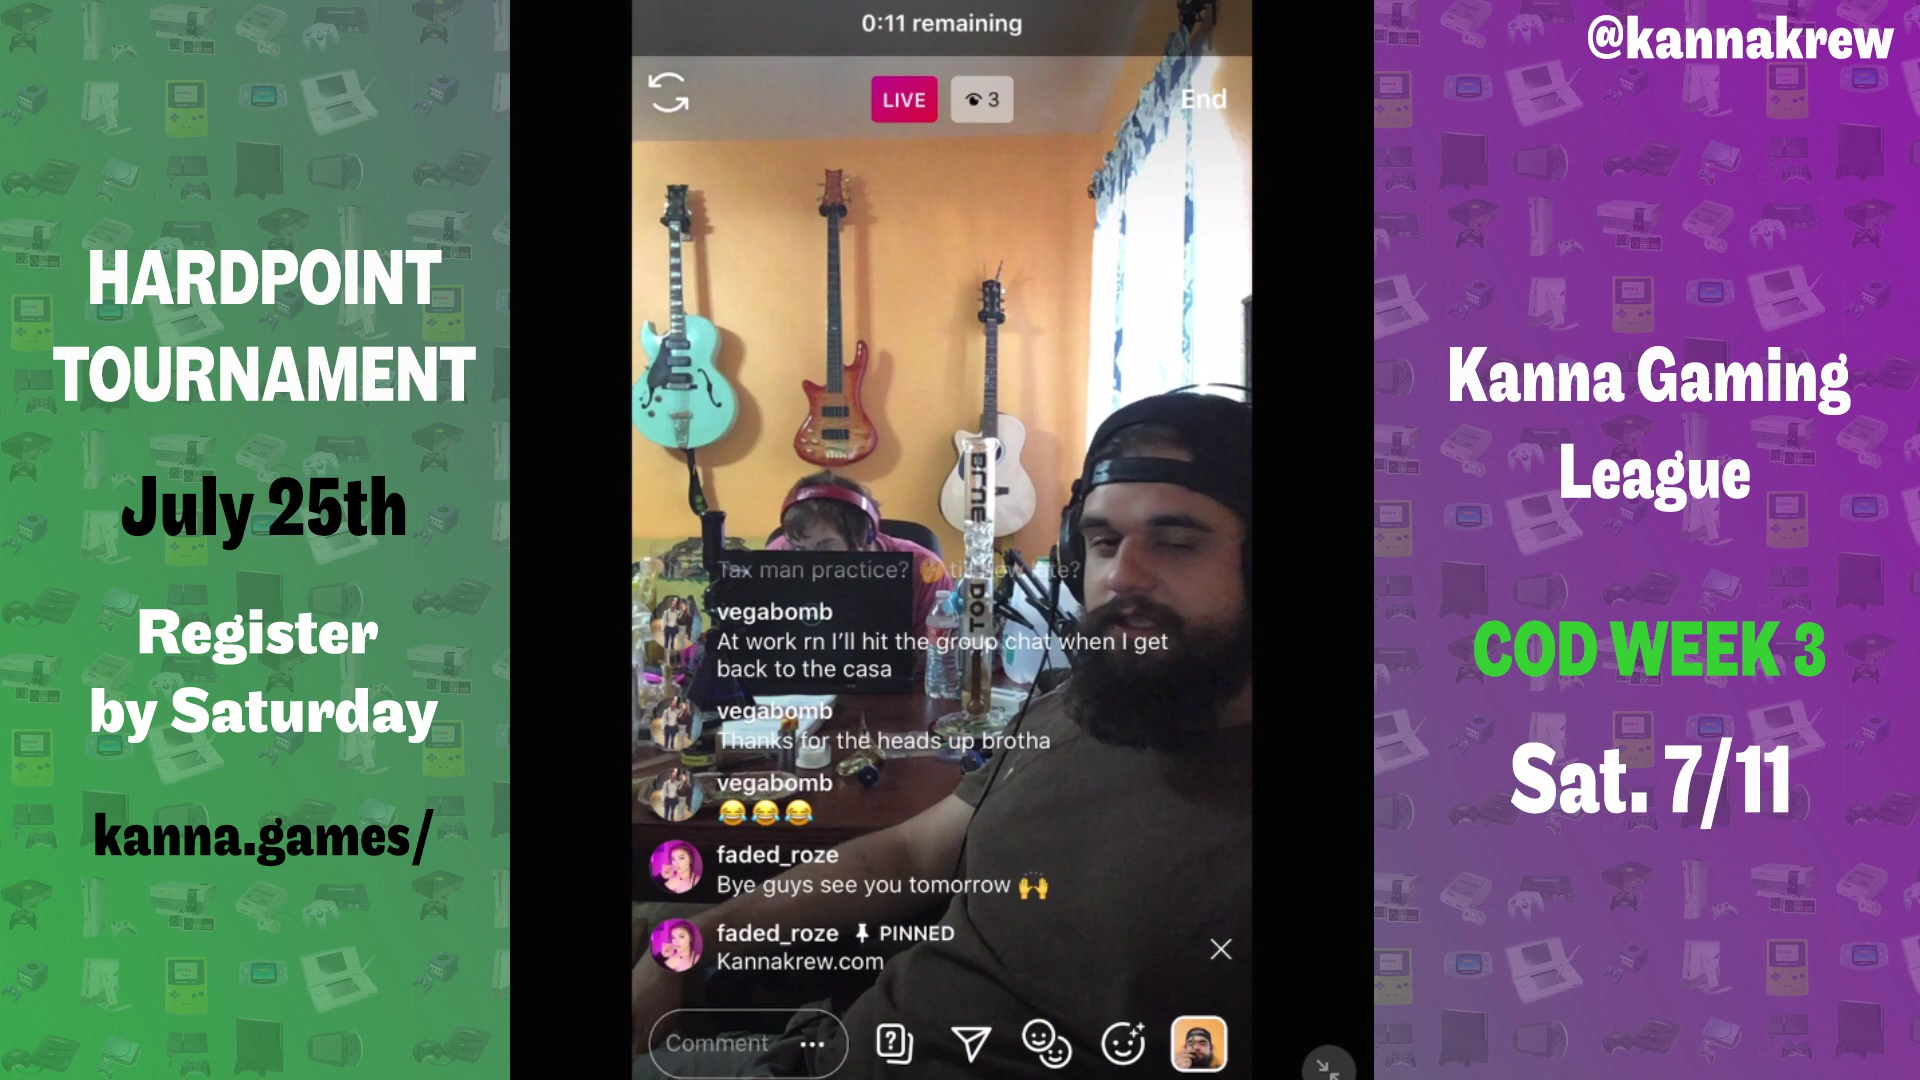 @kannakrew
HARDPOINT
TOURNAMENT
July 25th
Register
by Saturday
kanna.games/
0:11 remaining
LIVE
3
End
Tax man practice?
vegabomb
At work rn I'll hit the group chat when I get
back to the casa
vegabomb
Thanks for the heads up brotha
vegabomb
😂😂😂
faded_roze
Bye guys see you tomorrow 🙌
faded_roze PINNED
Kannakrew.com
Comment
Kanna Gaming
League
COD WEEK 3
Sat. 7/11